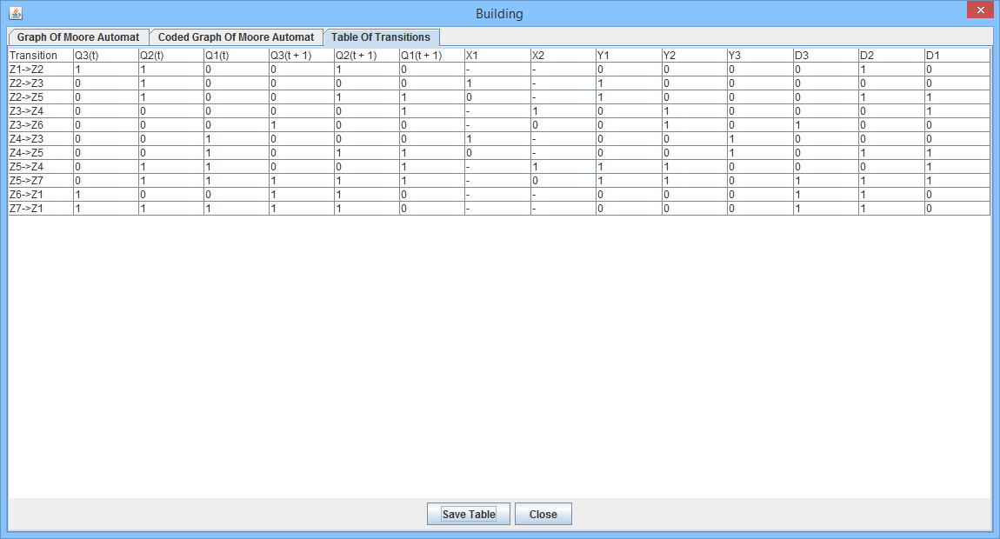 Building
Graph Of Moore Automat Coded Graph Of Moore Automat Table Of Transitions
Transition Q3(t) Q2(t) Q1(t) Q3(t + 1) Q2(t + 1) Q1(t + 1) X1 X2 Y1 Y2 Y3 D3 D2 D1
Z1->Z2 1 1 0 0 1 0 - - 0 0 0 0 1 0
Z2->Z3 0 1 0 0 0 0 1 - 1 0 0 0 0 0
Z2->Z5 0 1 0 0 1 1 0 - 1 0 0 0 1 1
Z3->Z4 0 0 0 0 0 1 - 1 0 1 0 0 0 1
Z3->Z6 0 0 0 1 0 0 - 0 0 1 0 1 0 0
Z4->Z3 0 0 1 0 0 0 1 - 0 0 1 0 0 0
Z4->Z5 0 0 1 0 1 1 0 - 0 0 1 0 1 1
Z5->Z4 0 1 1 0 0 1 - 1 1 1 0 0 0 1
Z5->Z7 0 1 1 1 1 1 - 0 1 1 0 1 1 1
Z6->Z1 1 0 0 1 1 0 - - 0 0 0 1 1 0
Z7->Z1 1 1 1 1 1 0 - - 0 0 0 1 1 0
Save Table Close